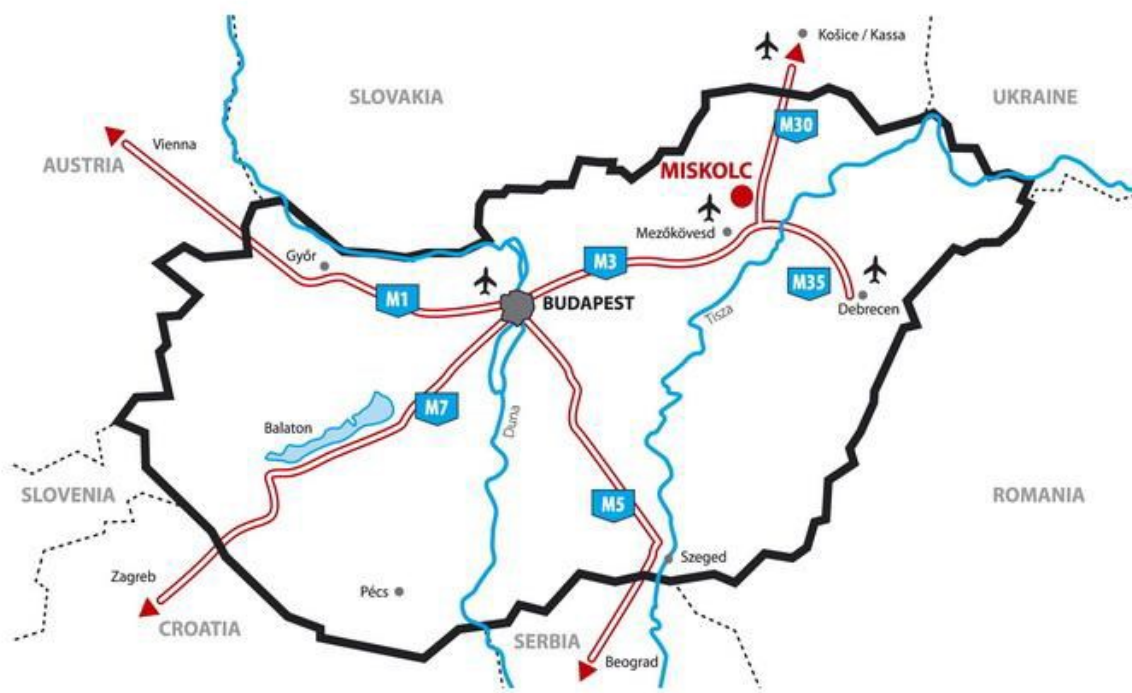 Košice / Kassa
SLOVAKIA
UKRAINE
M30
Vienna
AUSTRIA
MISKOLC
Mezőkövesd
Győr
M3
M35
M1
BUDAPEST
Debrecen
Tisza
M7
Balaton
Duna
SLOVENIA
M5
ROMANIA
Szeged
Zagreb
Pécs
CROATIA
SERBIA
Beograd